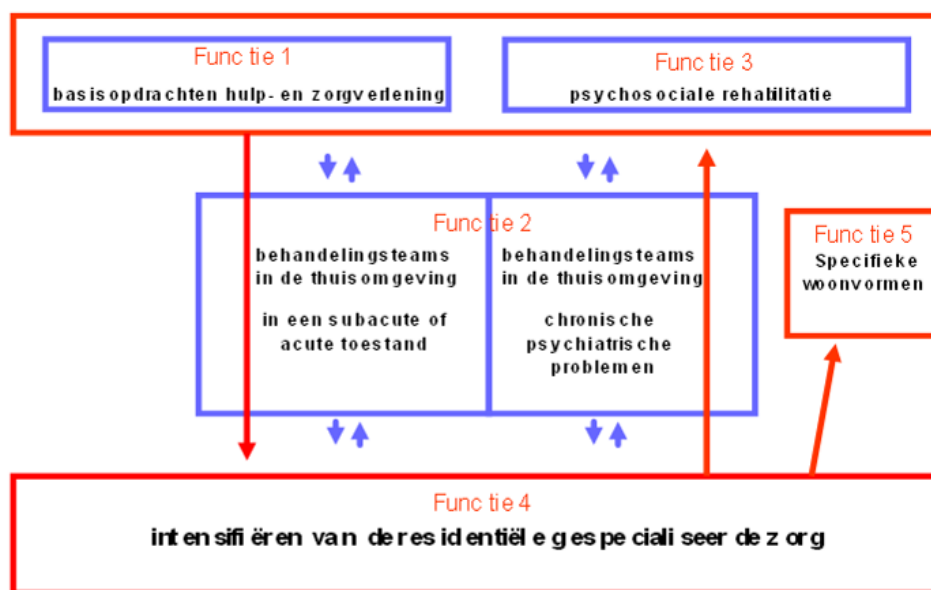 Functie 1
basisopdrachten hulp- en zorgverlening
Functie 3
psychosociale rehabilitatie
Functie 2
behandelingsteams
in de thuisomgeving
in een subacute of
acute toestand
behandelingsteams
in de thuisomgeving
chronische
psychiatrische
problemen
Functie 5
Specifieke
woonvormen
Functie 4
intensifiëren van de residentiële gespecialiseerde zorg